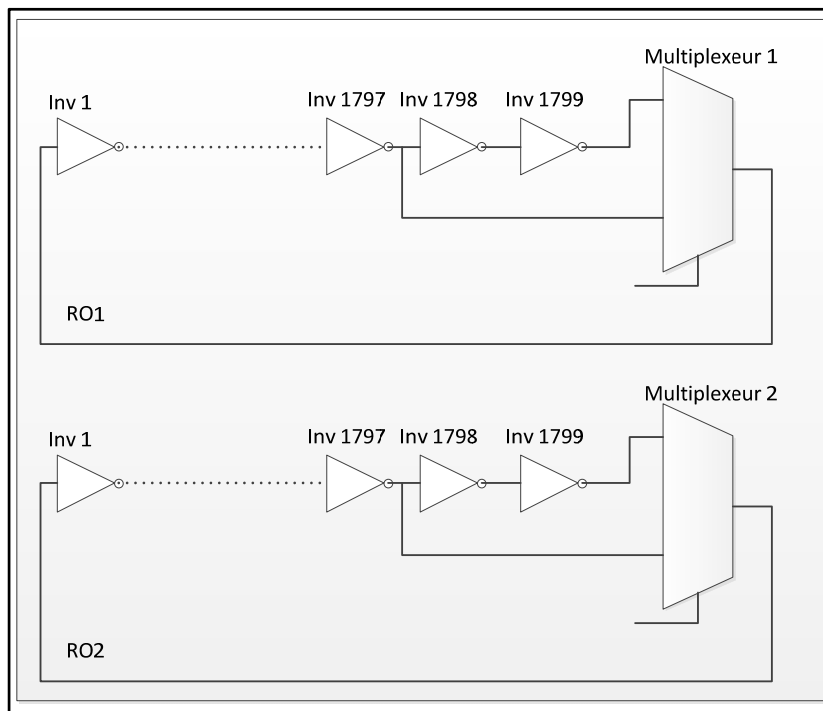 Multiplexeur 1
Inv 1
Inv 1797
Inv 1798
Inv 1799
RO1
Multiplexeur 2
Inv 1
Inv 1797
Inv 1798
Inv 1799
RO2